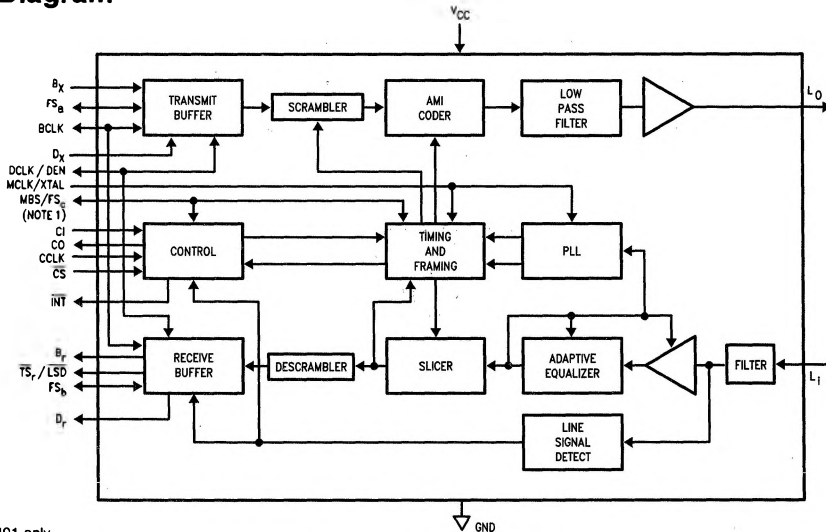 Diagram
VCC
BX
FSa
BCLK
DX
DCLK / DEN
MCLK/XTAL
MBS/FSC
(NOTE 1)
CI
CO
CCLK
CS
INT
Br
TSr / LSD
FSb
Dr
TRANSMIT
BUFFER
SCRAMBLER
AMI
CODER
LOW
PASS
FILTER
LO
CONTROL
TIMING
AND
FRAMING
PLL
RECEIVE
BUFFER
DESCRAMBLER
SLICER
ADAPTIVE
EQUALIZER
FILTER
Li
LINE
SIGNAL
DETECT
GND